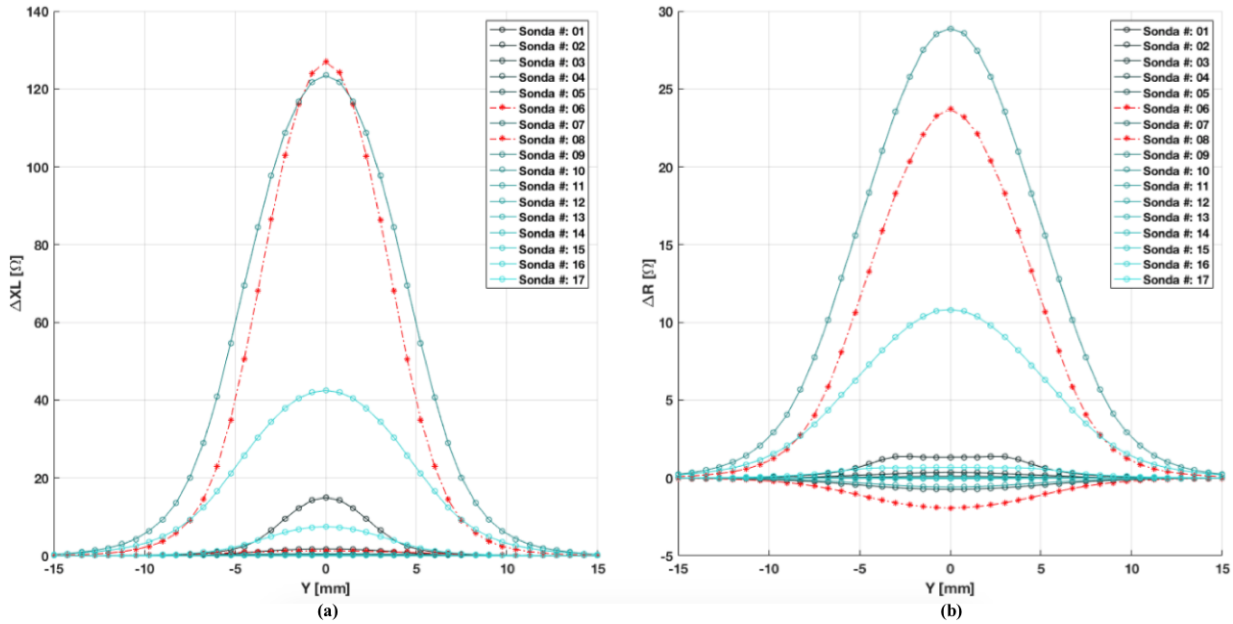 140
120
100
80
60
40
20
0
ΔXL [Ω]
-15 -10 -5 0 5 10 15
Y [mm]
(a)
Sonda #: 01
Sonda #: 02
Sonda #: 03
Sonda #: 04
Sonda #: 05
Sonda #: 06
Sonda #: 07
Sonda #: 08
Sonda #: 09
Sonda #: 10
Sonda #: 11
Sonda #: 12
Sonda #: 13
Sonda #: 14
Sonda #: 15
Sonda #: 16
Sonda #: 17
30
25
20
15
10
5
0
-5
ΔR [Ω]
-15 -10 -5 0 5 10 15
Y [mm]
(b)
Sonda #: 01
Sonda #: 02
Sonda #: 03
Sonda #: 04
Sonda #: 05
Sonda #: 06
Sonda #: 07
Sonda #: 08
Sonda #: 09
Sonda #: 10
Sonda #: 11
Sonda #: 12
Sonda #: 13
Sonda #: 14
Sonda #: 15
Sonda #: 16
Sonda #: 17